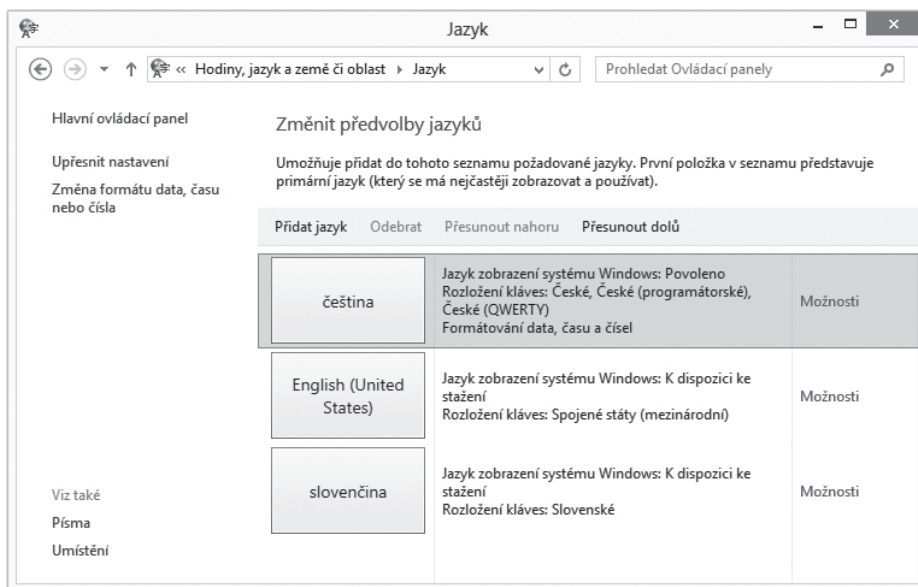 Jazyk
« Hodiny, jazyk a země či oblast ▸ Jazyk
Prohledat Ovládací panely
Hlavní ovládací panel
Upřesnit nastavení
Změna formátu data, času
nebo čísla
Změnit předvolby jazyků
Umožňuje přidat do tohoto seznamu požadované jazyky. První položka v seznamu představuje
primární jazyk (který se má nejčastěji zobrazovat a používat).
Přidat jazyk Odebrat Přesunout nahoru Přesunout dolů
čeština
Jazyk zobrazení systému Windows: Povoleno
Rozložení kláves: České, České (programátorské),
České (QWERTY)
Formátování data, času a čísel
Možnosti
English (United
States)
Jazyk zobrazení systému Windows: K dispozici ke
stažení
Rozložení kláves: Spojené státy (mezinárodní)
Možnosti
slovenčina
Jazyk zobrazení systému Windows: K dispozici ke
stažení
Rozložení kláves: Slovenské
Možnosti
Viz také
Písma
Umístění